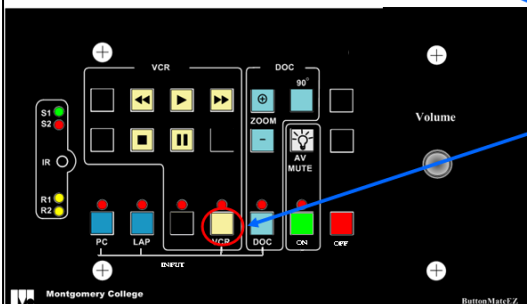 VCR
DOC
90°
ZOOM
S1
S2
Volume
AV
MUTE
IR
R1
R2
PC
LAP
VCR
DOC
ON
OFF
INPUT
Montgomery College
ButtonMateEZ